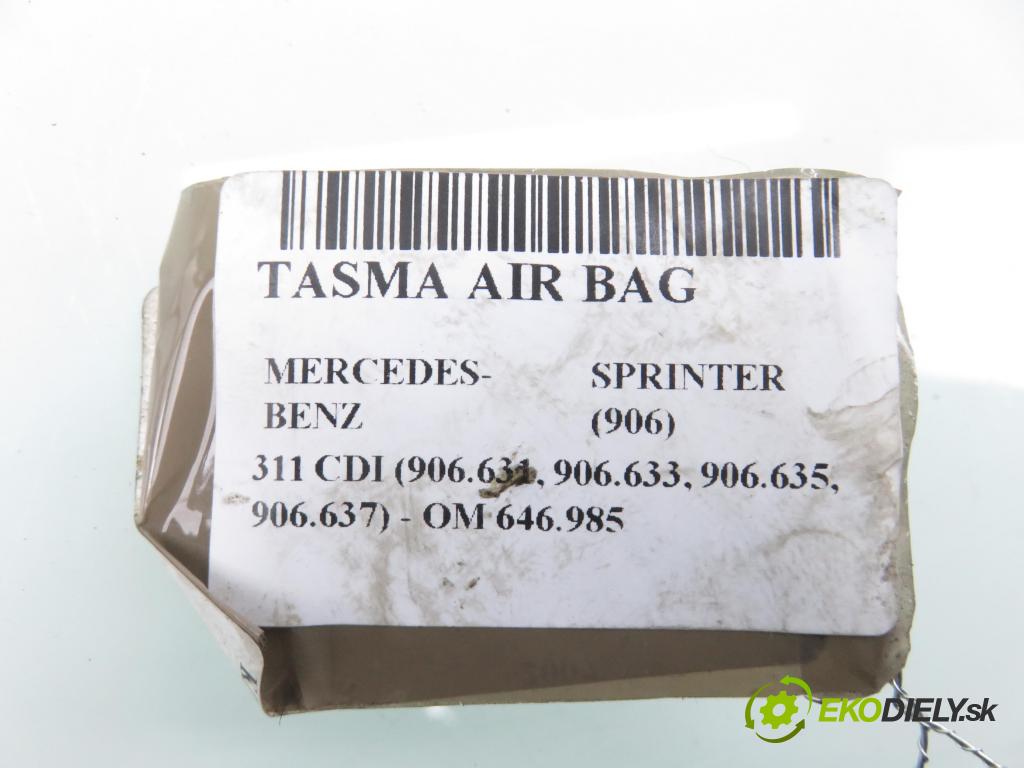 TASMA AIR BAG
MERCEDES- SPRINTER
BENZ (906)
311 CDI (906.631, 906.633, 906.635,
906.637) - OM 646.985
EKODIELY.sk